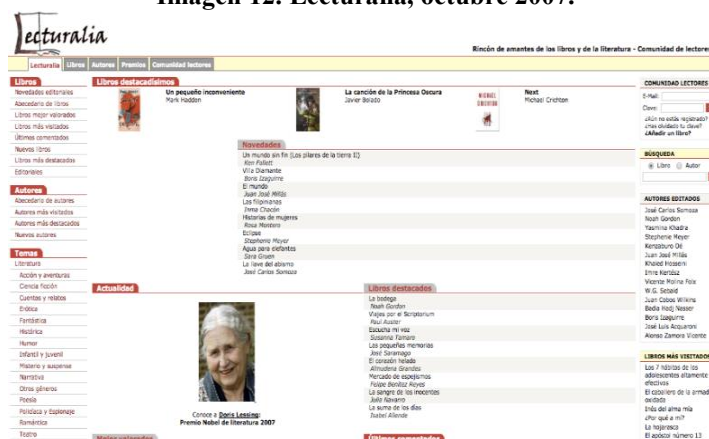 Imagen 12. Lecturalia, octubre 2007.
Lecturalia
Rincón de amantes de los libros y de la literatura - Comunidad de lectores
Lecturalia Libros Autores Premios Comunidad lectores
Libros
Novedades editoriales
Abecedario de libros
Libros mejor valorados
Libros más visitados
Últimos comentados
Nuevos libros
Libros más destacados
Editoriales
Autores
Abecedario de autores
Autores más visitados
Autores más destacados
Nuevos autores
Temas
Literatura
Acción y aventuras
Ciencia ficción
Cuentos y relatos
Erótica
Fantástica
Histórica
Humor
Infantil y juvenil
Misterio y suspense
Narrativa
Otros géneros
Poesía
Policíaca y Espionaje
Romántica
Teatro
Libros destacadísimos
Un pequeño inconveniente
Mark Haddon
La canción de la Princesa Oscura
Javier Bolado
MICHAEL
CRICHTON
Next
Michael Crichton
Novedades
Un mundo sin fin (Los pilares de la tierra II)
Ken Follett
Villa Diamante
Boris Izaguirre
El mundo
Juan José Millás
Las filipinianas
Inma Chacón
Historias de mujeres
Rosa Montero
Eclipse
Stephenie Meyer
Agua para elefantes
Sara Gruen
La llave del abismo
José Carlos Somoza
Actualidad
Conoce a Doris Lessing:
Premio Nobel de literatura 2007
Libros destacados
La bodega
Noah Gordon
Viajes por el Scriptorium
Paul Auster
Escucha mi voz
Susanna Tamaro
Las pequeñas memorias
José Saramago
El corazón helado
Almudena Grandes
Mercado de espejismos
Felipe Benítez Reyes
La sangre de los inocentes
Julia Navarro
La suma de los días
Isabel Allende
Mejor valorados
Últimos comentados
COMUNIDAD LECTORES
E-Mail:
Clave:
¿Aún no estás registrado?
¿Has olvidado tu clave?
¿Añadir un libro?
BÚSQUEDA
Libro Autor
AUTORES EDITADOS
José Carlos Somoza
Noah Gordon
Yasmina Khadra
Stephenie Meyer
Kenzaburo Oé
Juan José Millás
Khaled Hosseini
Imre Kertész
Vicente Molina Foix
W.G. Sebald
Juan Cobos Wilkins
Badia Hadj Nasser
Boris Izaguirre
José Luis Acquaroni
Alonso Zamora Vicente
LIBROS MÁS VISITADOS
Los 7 hábitos de los
adolescentes altamente
efectivos
El caballero de la armad
oxidada
Inés del alma mía
¿Por qué a mí?
La hojarasca
El apóstol número 13